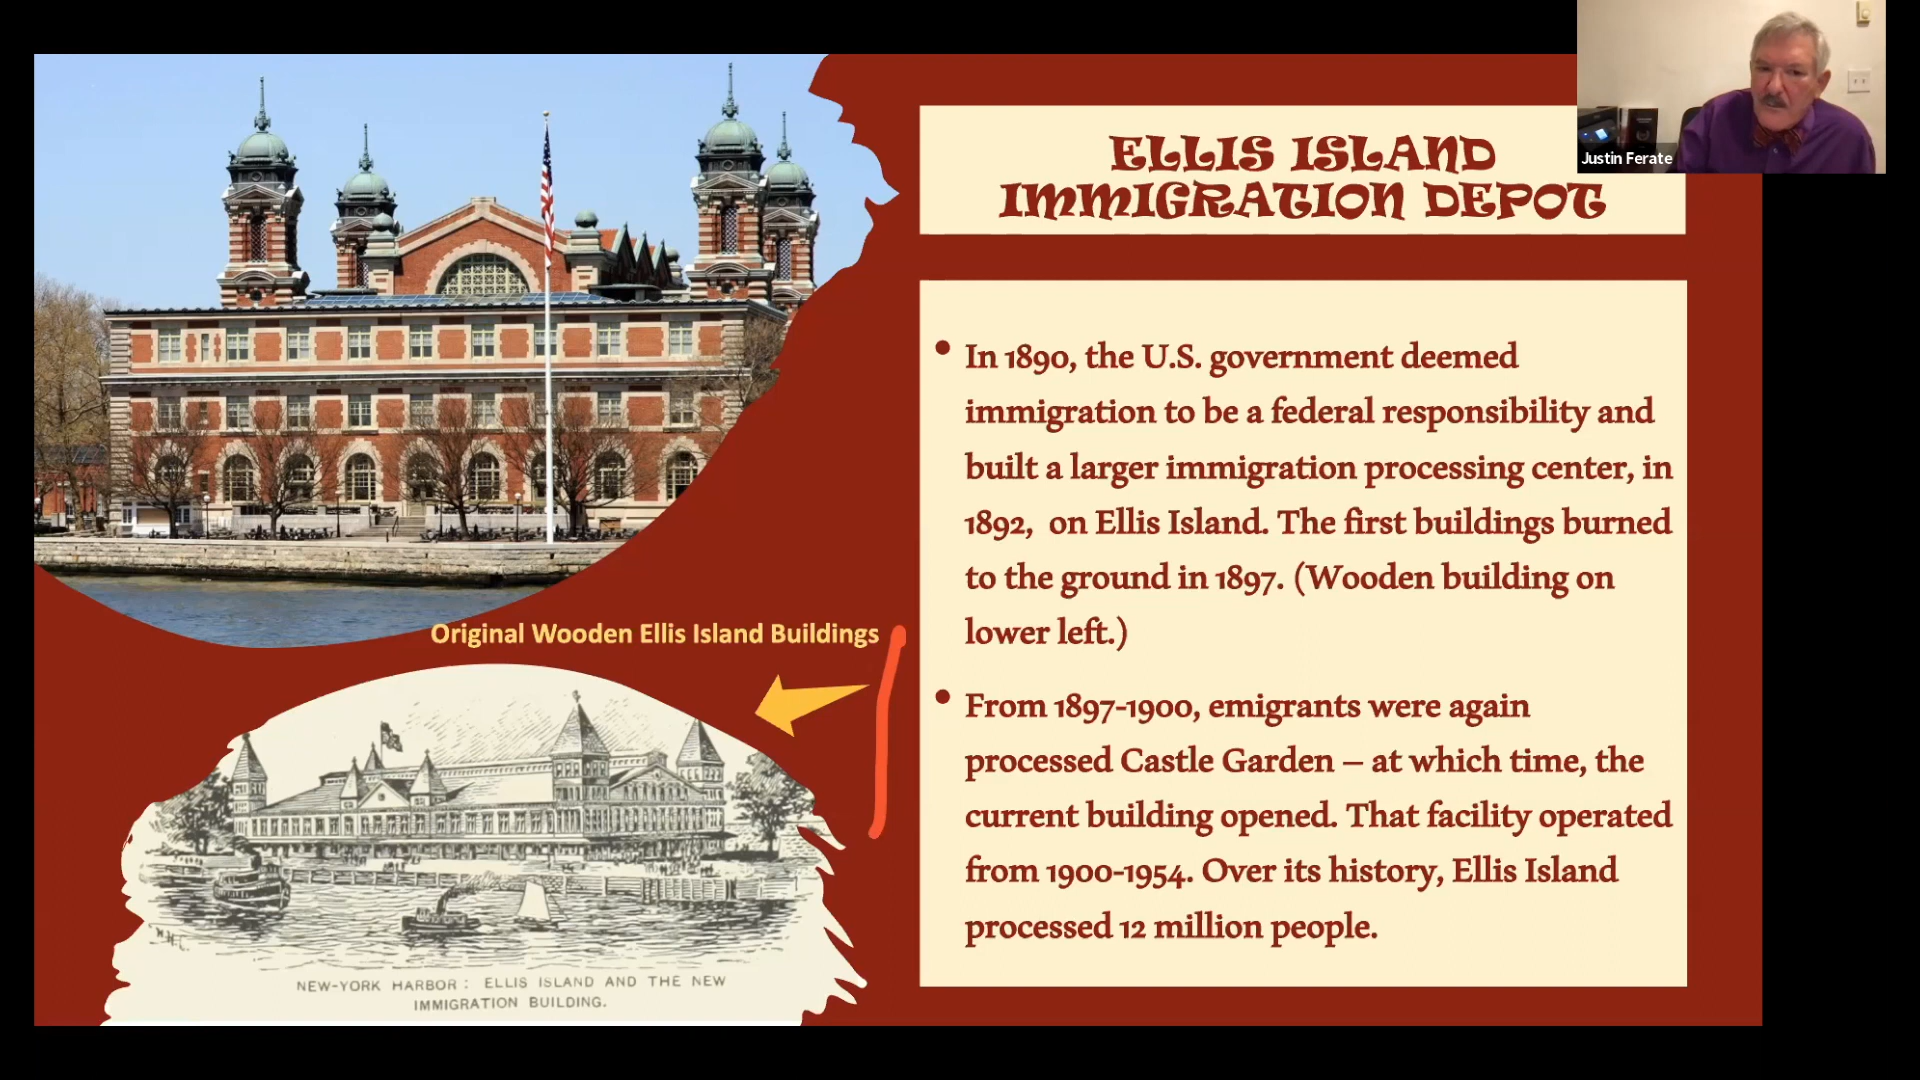 Justin Ferate
ELLIS ISLAND
IMMIGRATION DEPOT
• In 1890, the U.S. government deemed
immigration to be a federal responsibility and
built a larger immigration processing center, in
1892,  on Ellis Island. The first buildings burned
to the ground in 1897. (Wooden building on
lower left.)
• From 1897-1900, emigrants were again
processed Castle Garden – at which time, the
current building opened. That facility operated
from 1900-1954. Over its history, Ellis Island
processed 12 million people.
Original Wooden Ellis Island Buildings
NEW-YORK HARBOR: ELLIS ISLAND AND THE NEW
IMMIGRATION BUILDING.